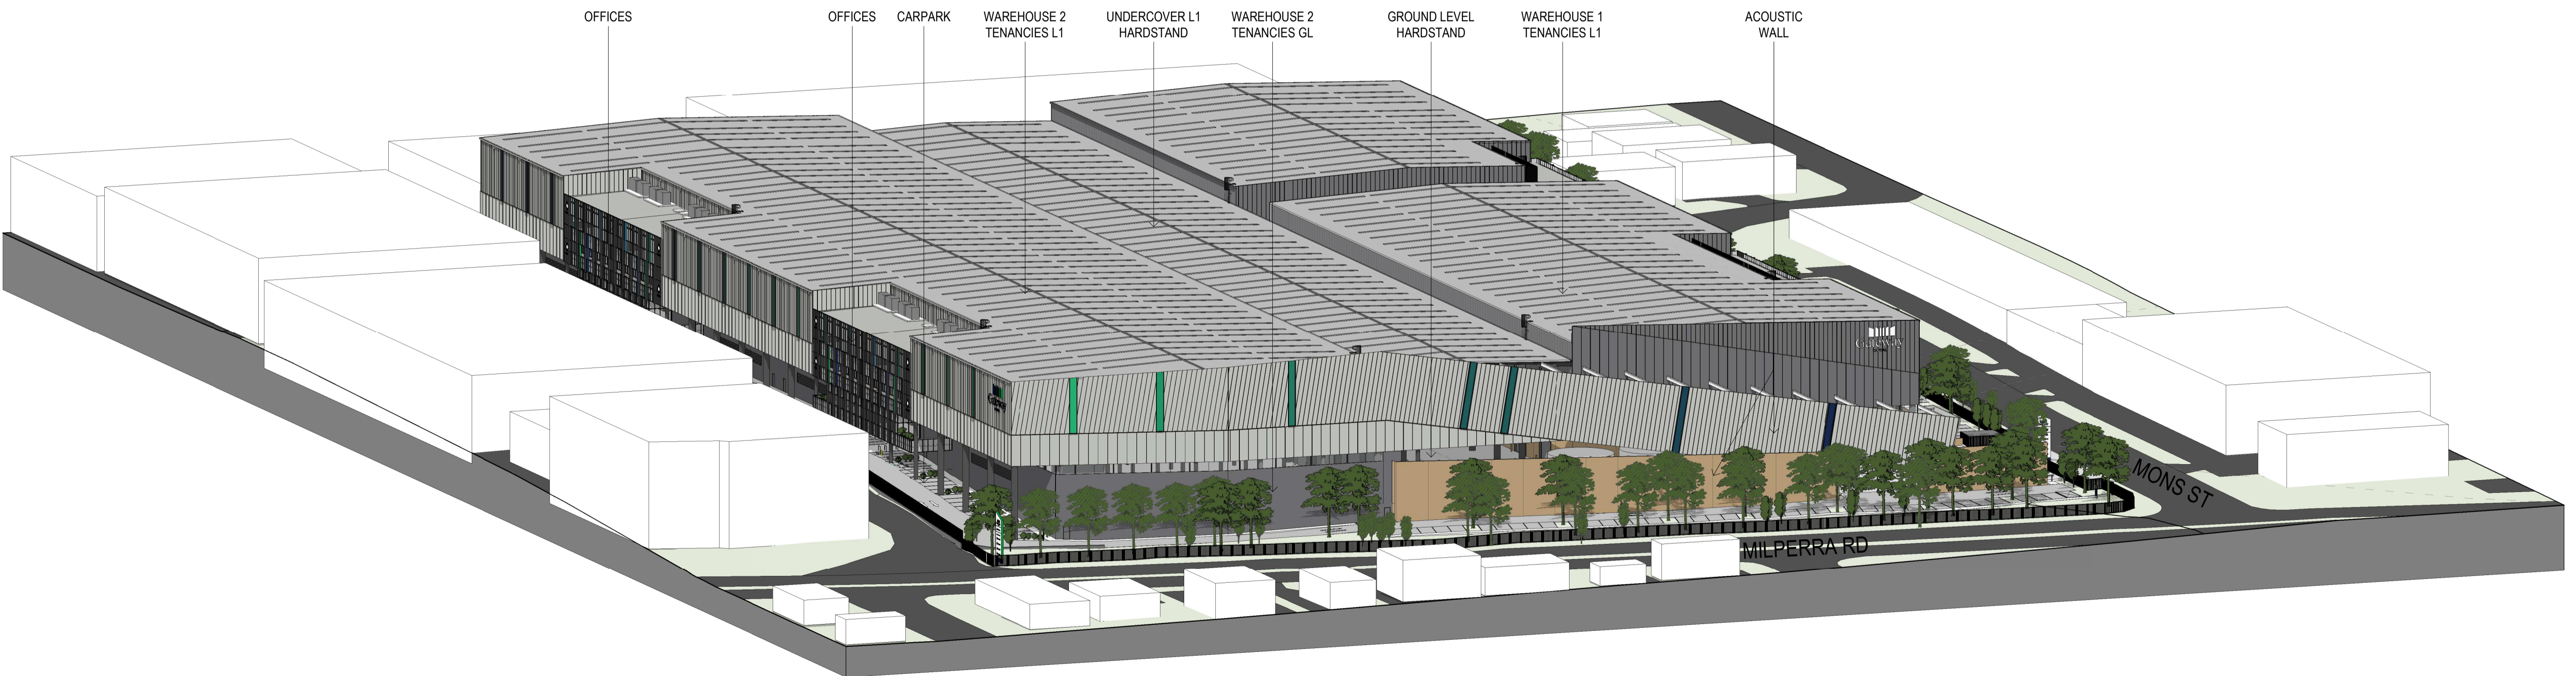 OFFICES
OFFICES
CARPARK
WAREHOUSE 2
TENANCIES L1
UNDERCOVER L1
HARDSTAND
WAREHOUSE 2
TENANCIES GL
GROUND LEVEL
HARDSTAND
WAREHOUSE 1
TENANCIES L1
ACOUSTIC
WALL
Gateway
MONS ST
MILPERRA RD